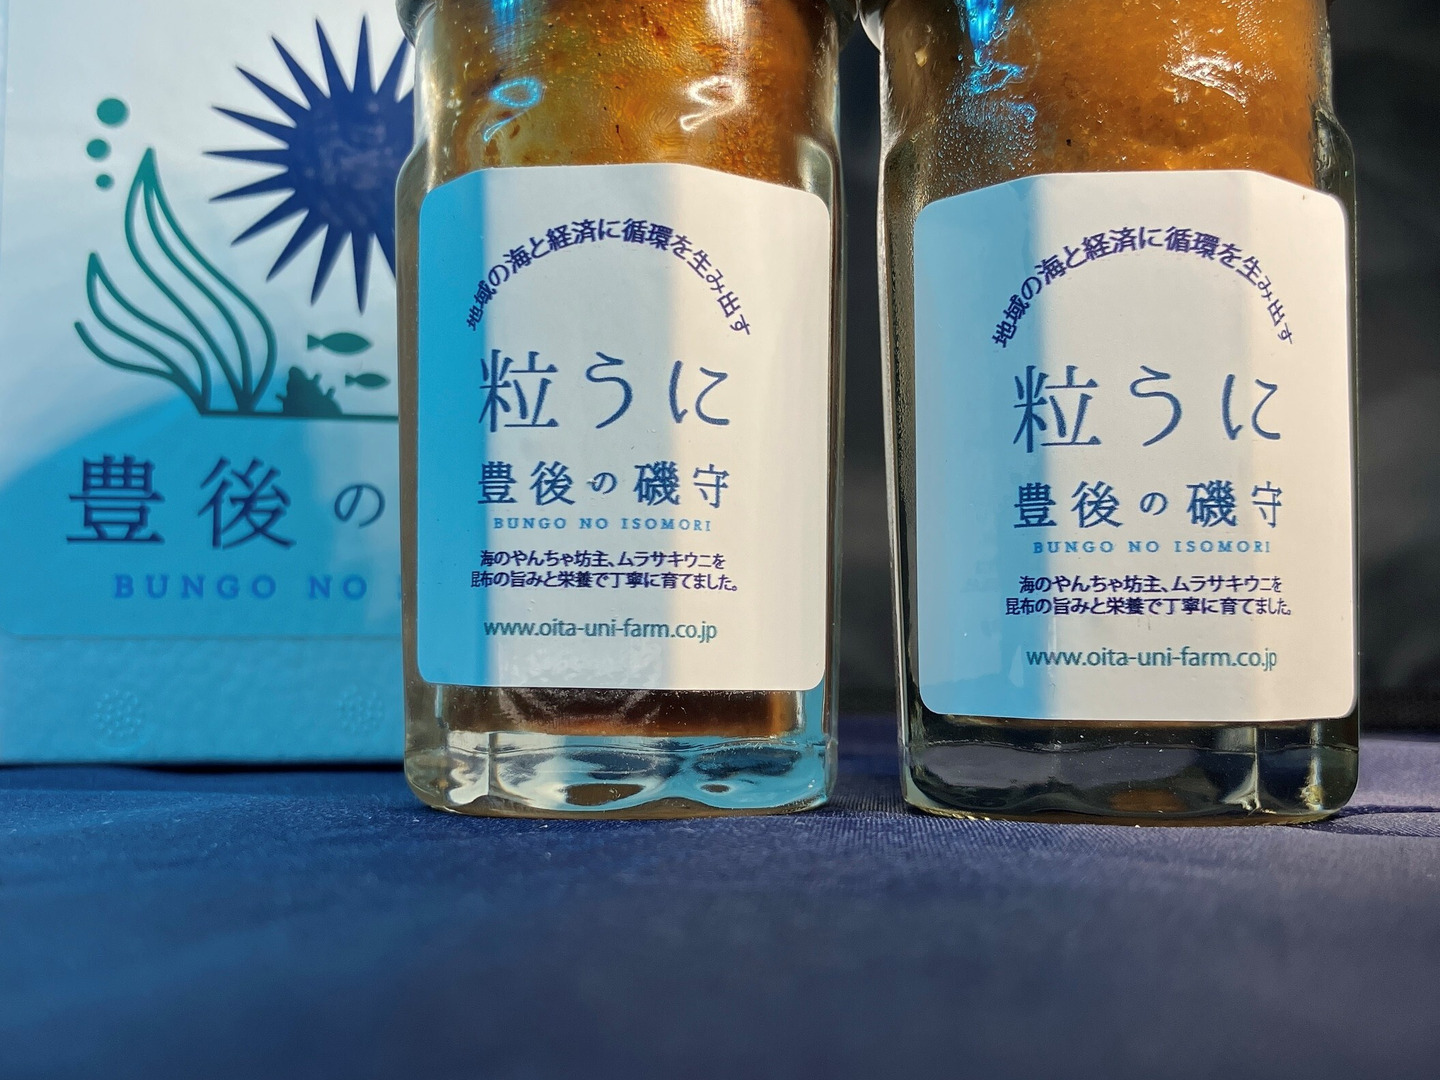 豊後の
BUNGO NO
地域の海と経済に循環を生み出す
粒うに
豊後の磯守
BUNGO NO ISOMORI
海のやんちゃ坊主、ムラサキウニを
昆布の旨みと栄養で丁寧に育てました。
www.oita-uni-farm.co.jp
地域の海と経済に循環を生み出す
粒うに
豊後の磯守
BUNGO NO ISOMORI
海のやんちゃ坊主、ムラサキウニを
昆布の旨みと栄養で丁寧に育てました。
www.oita-uni-farm.co.jp